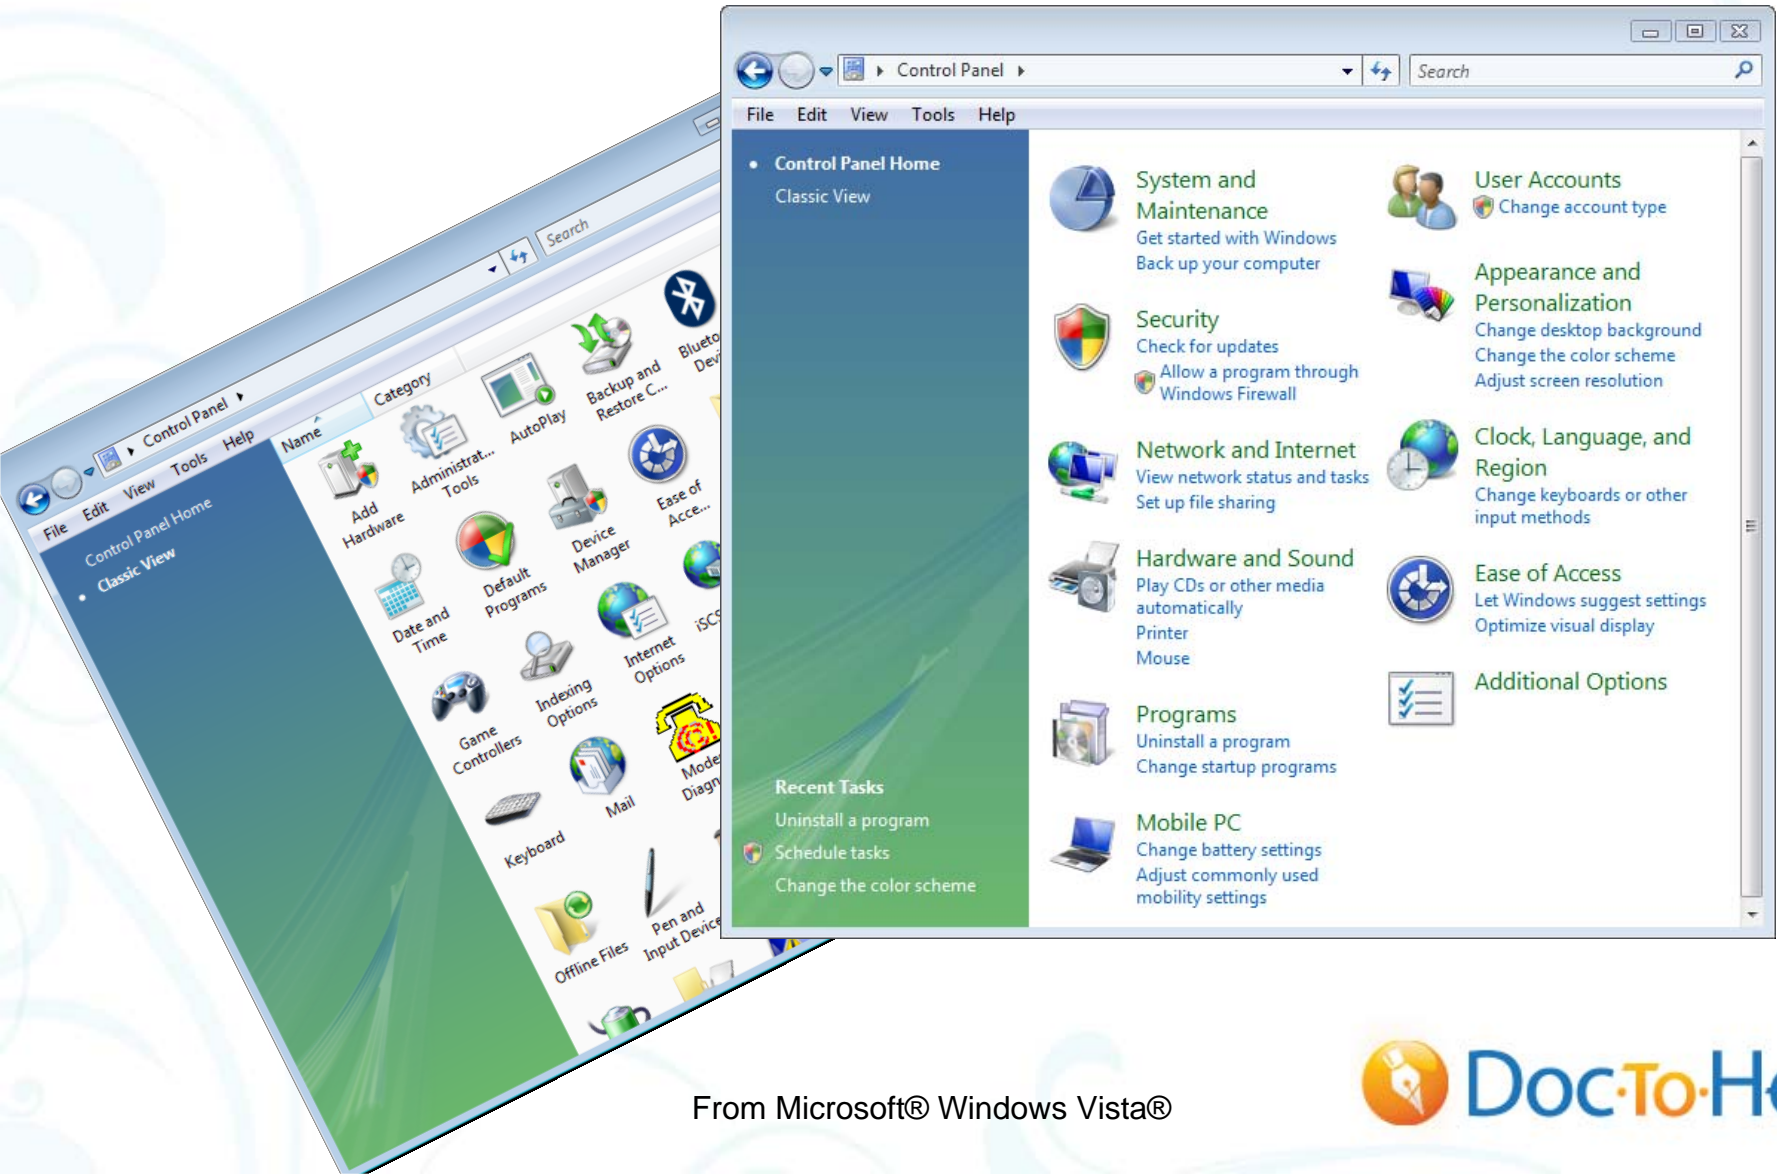 Control Panel
Search
File Edit View Tools Help
Control Panel Home
Classic View
Name Category
Add
Hardware
Administrat...
Tools
AutoPlay
Backup and
Restore C...
Date and
Time
Default
Programs
Device
Manager
Ease of
Acce...
Game
Controllers
Indexing
Options
Internet
Options
Keyboard
Mail
Offline Files
Pen and
Control Panel
Search
File Edit View Tools Help
Control Panel Home
Classic View
Recent Tasks
Uninstall a program
Schedule tasks
Change the color scheme
System and
Maintenance
Get started with Windows
Back up your computer
Security
Check for updates
Allow a program through
Windows Firewall
Network and Internet
View network status and tasks
Set up file sharing
Hardware and Sound
Play CDs or other media
automatically
Printer
Mouse
Programs
Uninstall a program
Change startup programs
Mobile PC
Change battery settings
Adjust commonly used
mobility settings
User Accounts
Change account type
Appearance and
Personalization
Change desktop background
Change the color scheme
Adjust screen resolution
Clock, Language, and
Region
Change keyboards or other
input methods
Ease of Access
Let Windows suggest settings
Optimize visual display
Additional Options
From Microsoft® Windows Vista®
Doc·To·